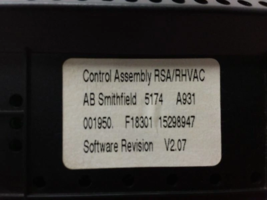 Control Assembly RSA/RHVAC
AB Smithfield 5174 A931
001950. F18301 15298947
Software Revision V2.07